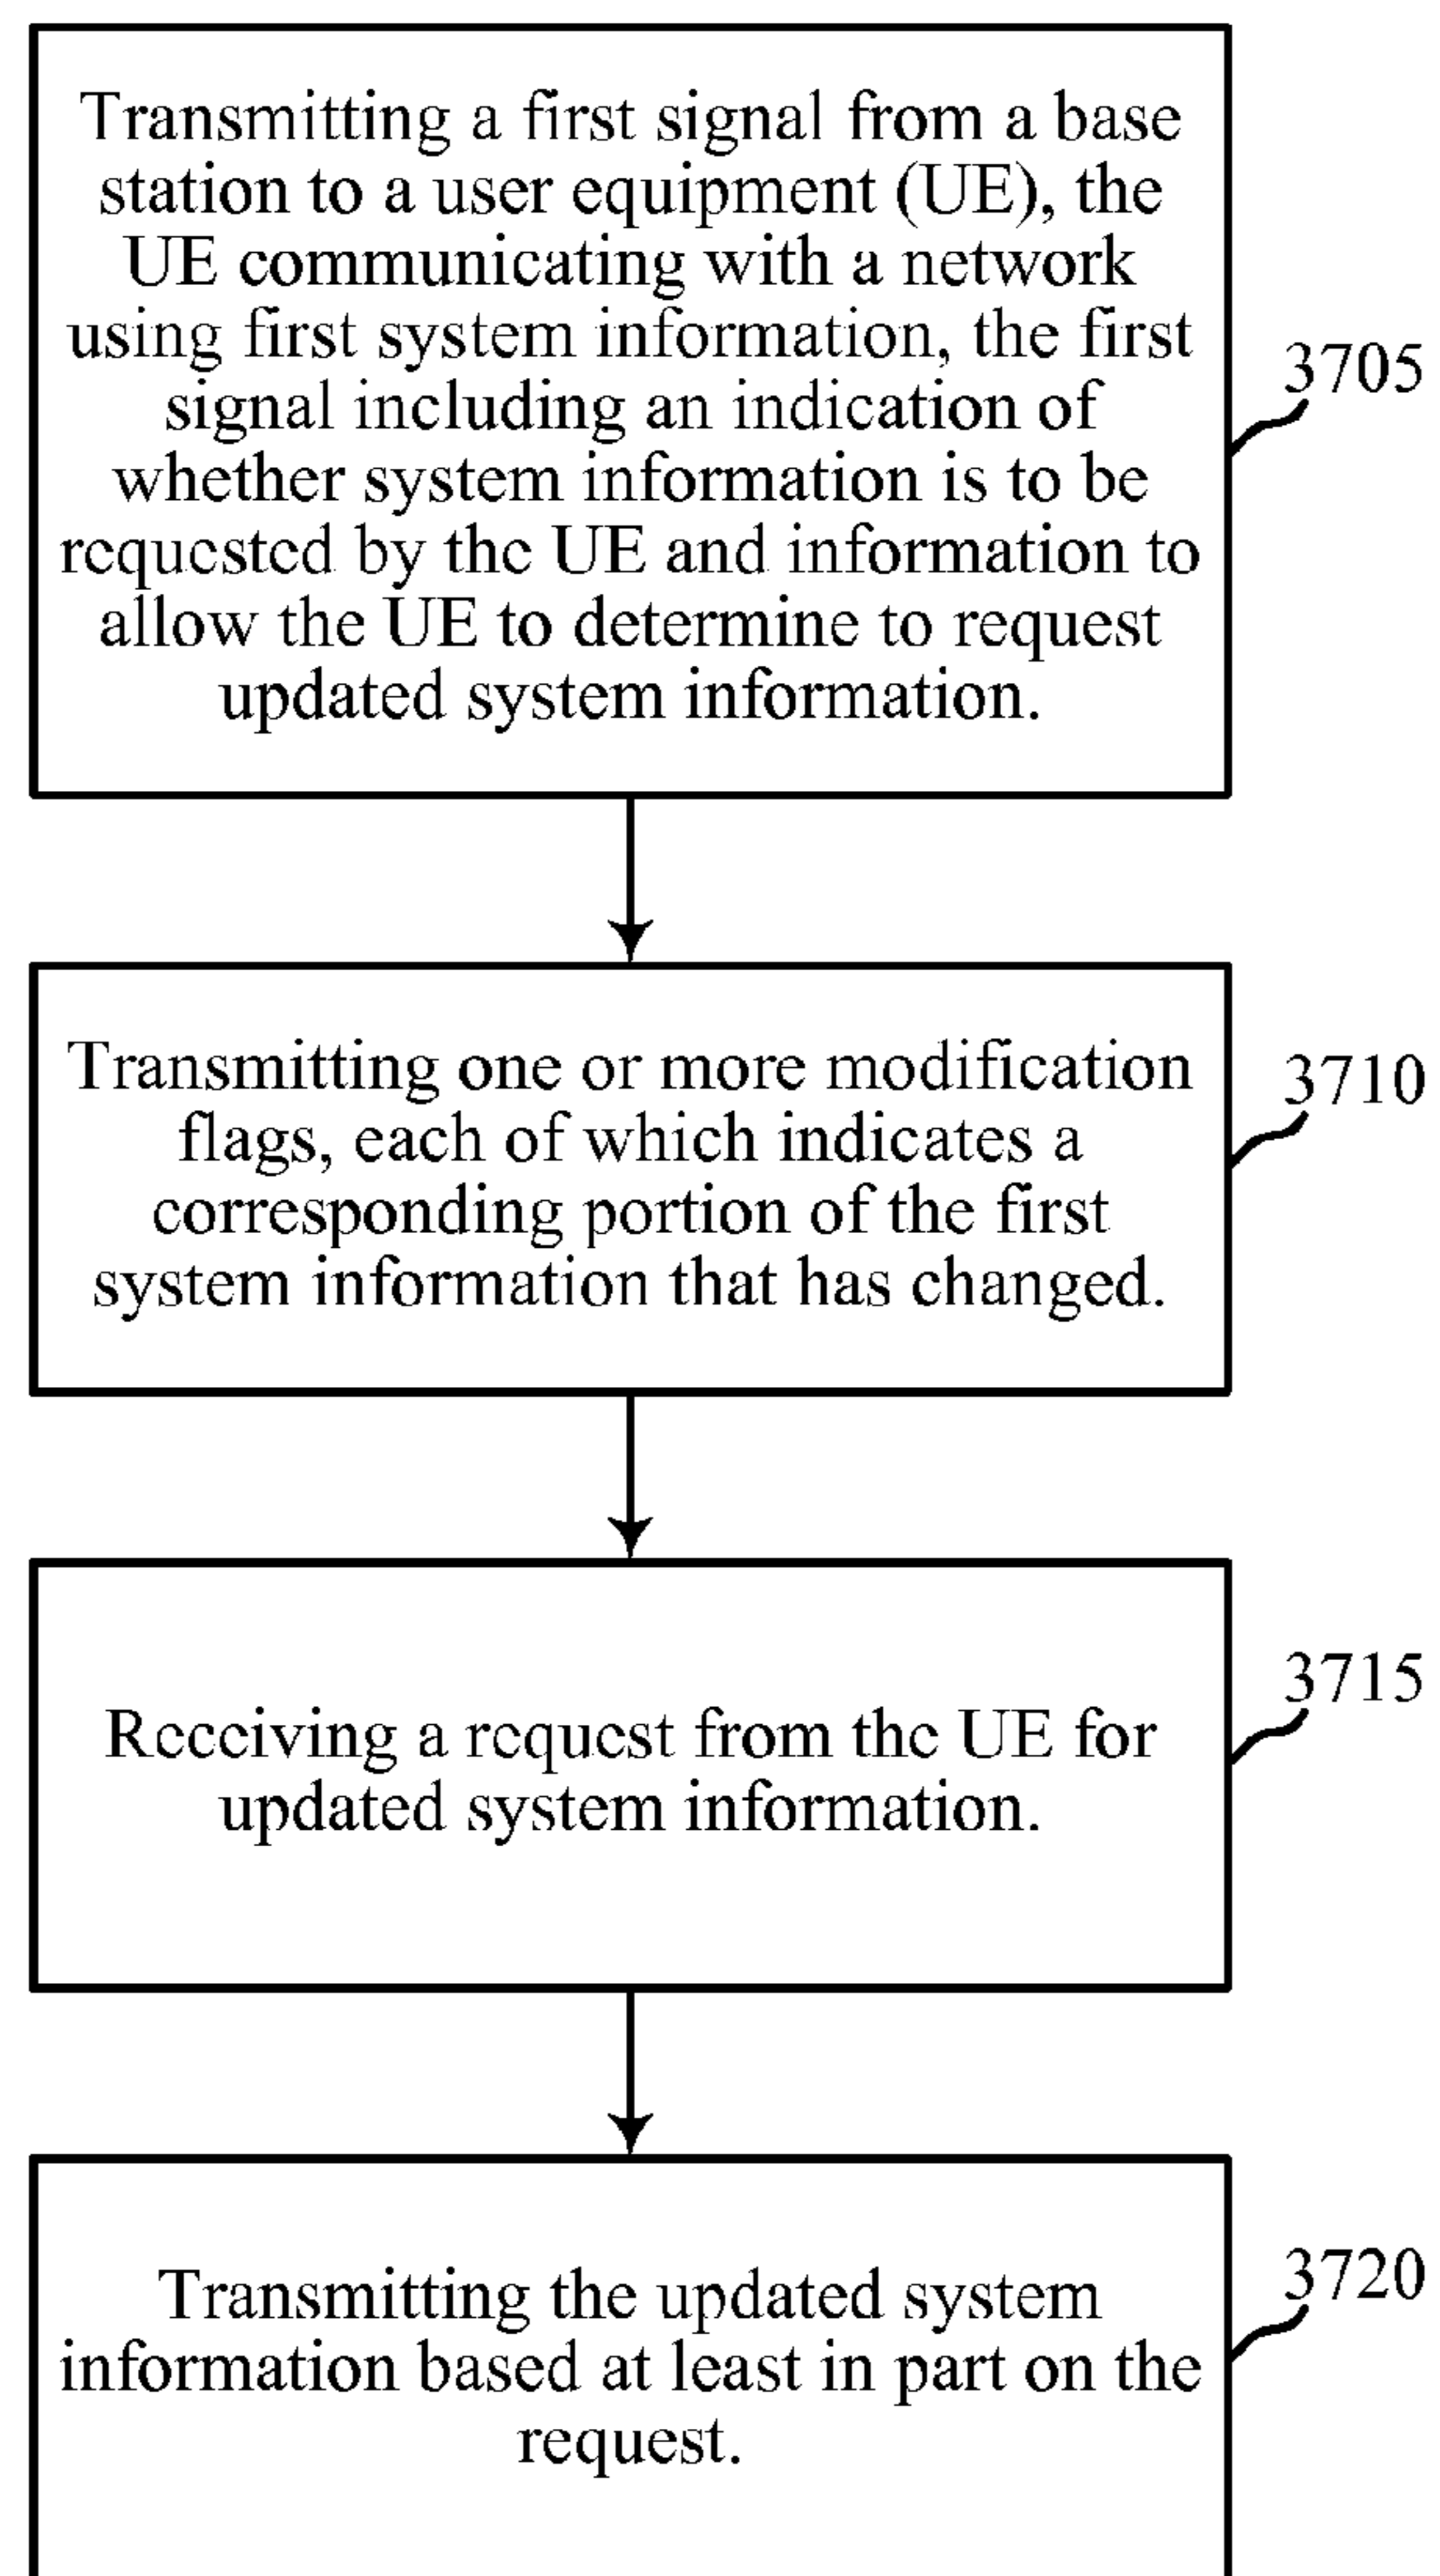 Transmitting a first signal from a base
station to a user equipment (UE), the
UE communicating with a network
using first system information, the first
signal including an indication of
whether system information is to be
requested by the UE and information to
allow the UE to determine to request
updated system information.
3705
Transmitting one or more modification
flags, each of which indicates a
corresponding portion of the first
system information that has changed.
3710
Receiving a request from the UE for
updated system information.
3715
Transmitting the updated system
information based at least in part on the
request.
3720